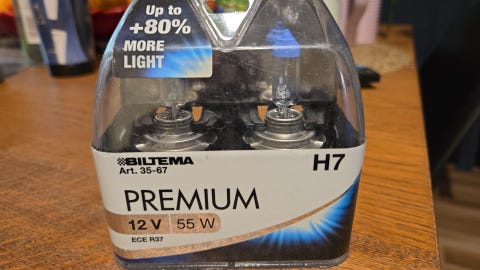 Up to
+80%
MORE
LIGHT
BILTEMA
Art. 35-67
H7
PREMIUM
12 V 55 W
ECE R37